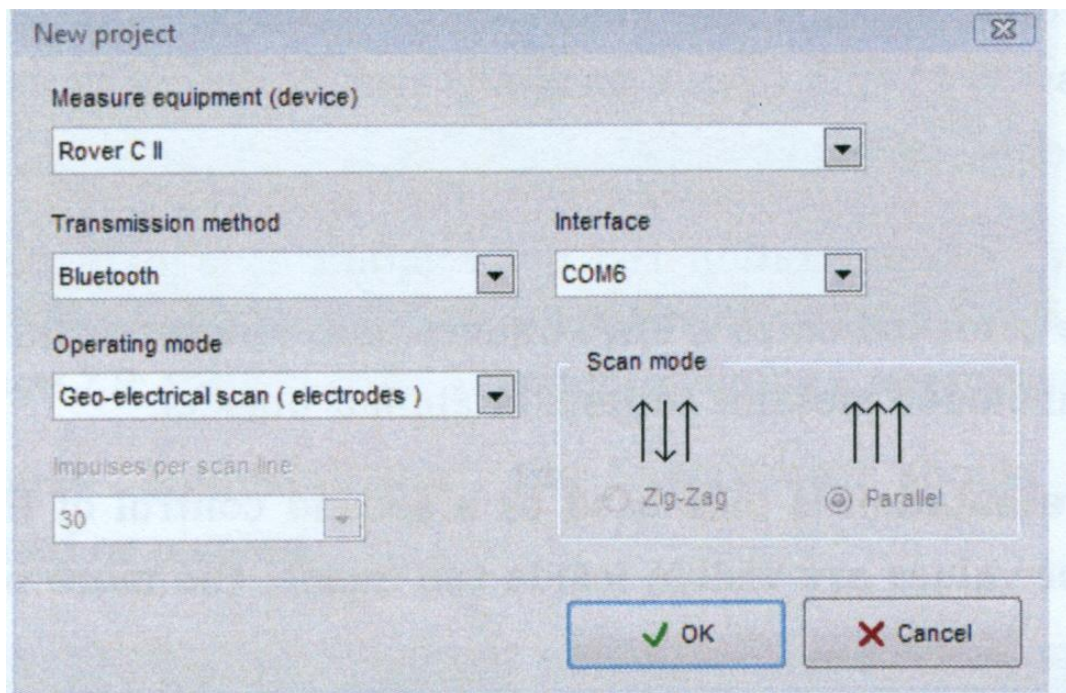 New project
Measure equipment (device)
Rover C II
Transmission method
Interface
Bluetooth
COM6
Operating mode
Scan mode
Geo-electrical scan ( electrodes )
Impulses per scan line
Zig-Zag
Parallel
30
OK
Cancel